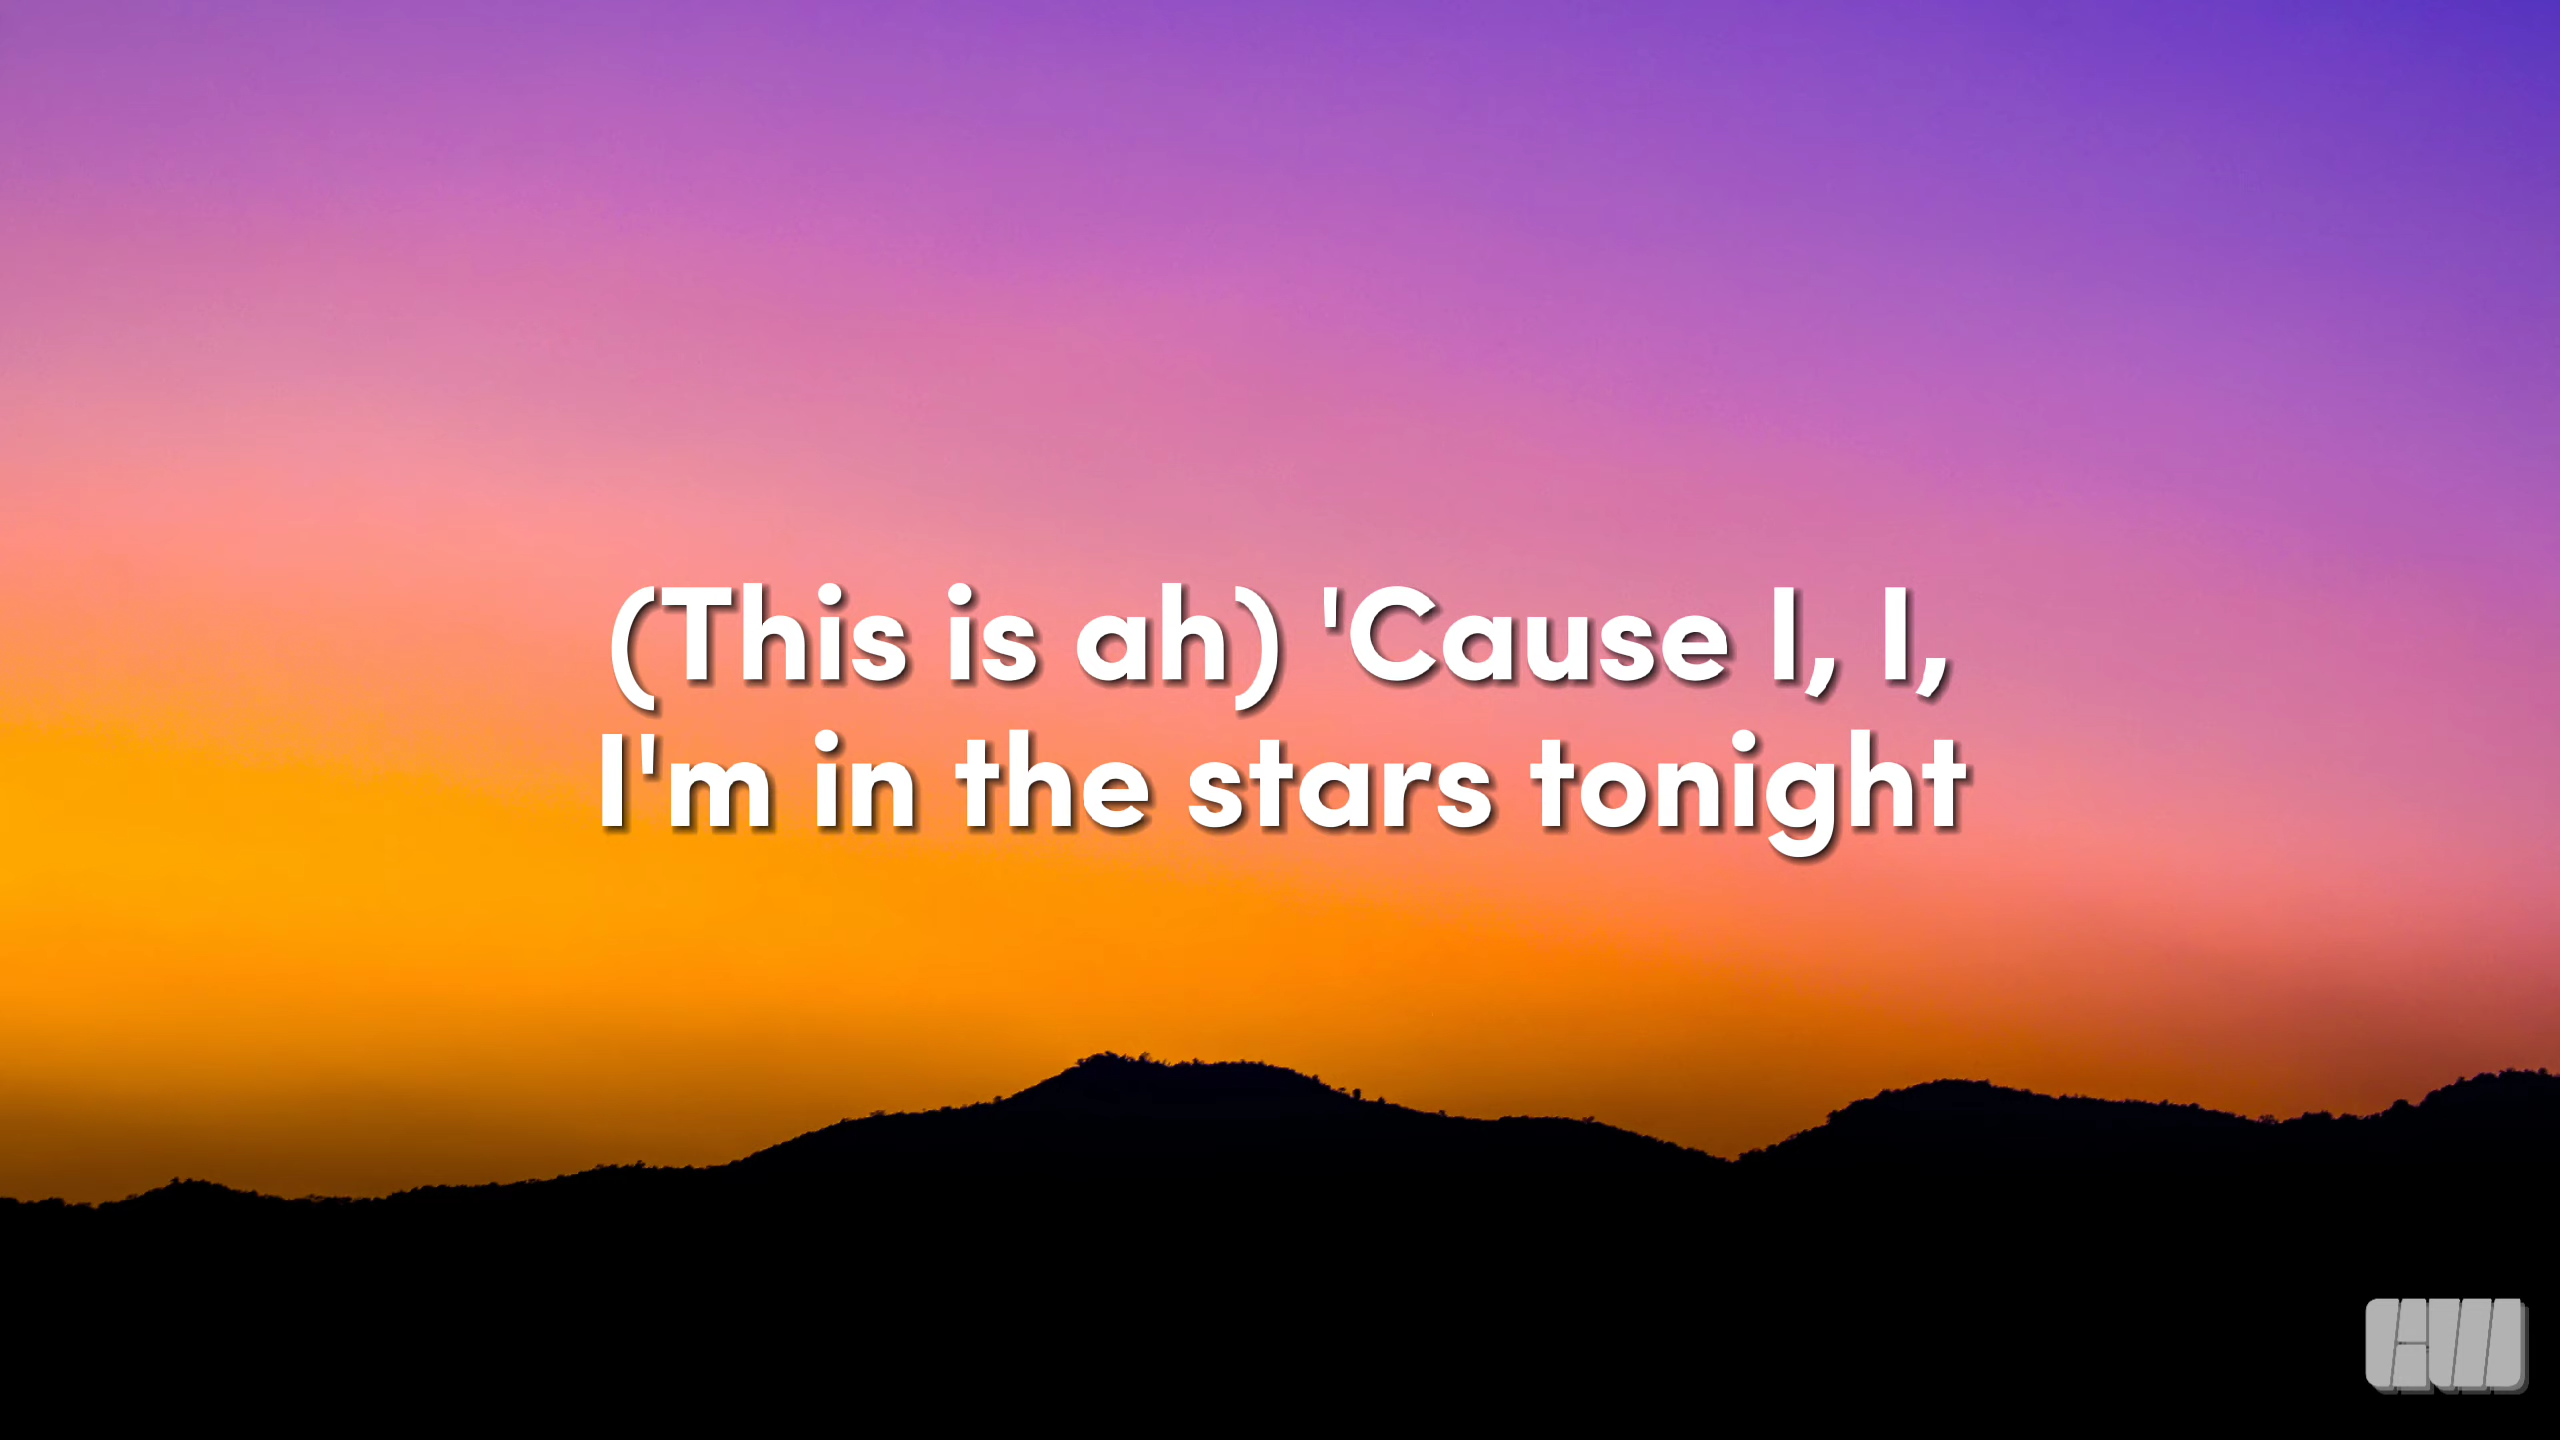 (This is ah) 'Cause I, I,
I'm in the stars tonight